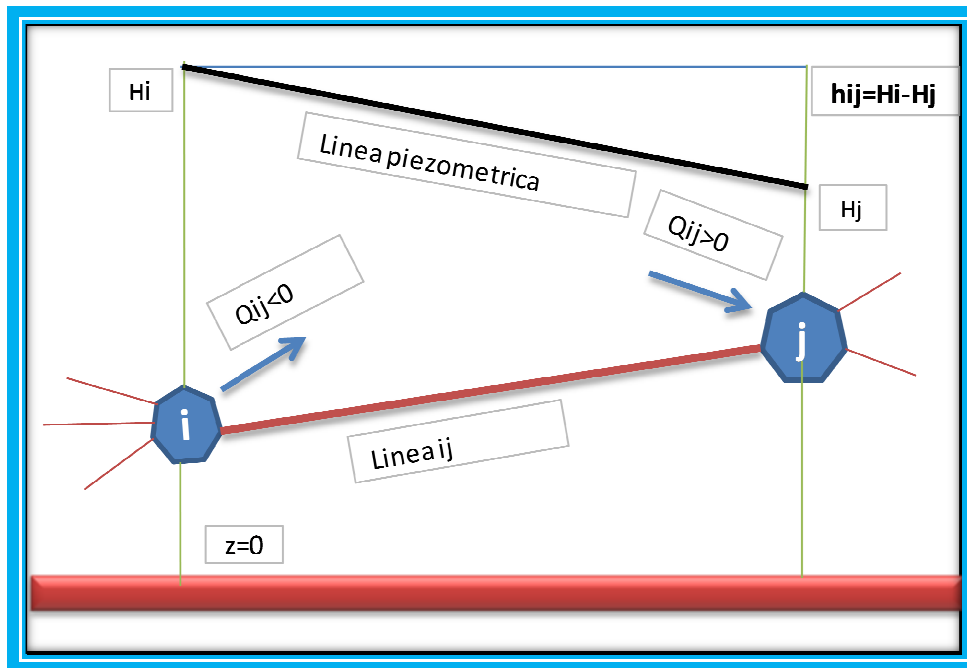 Hi
hij=Hi-Hj
Linea piezometrica
Hj
Qij>0
Qij<0
j
i
Linea ij
z=0